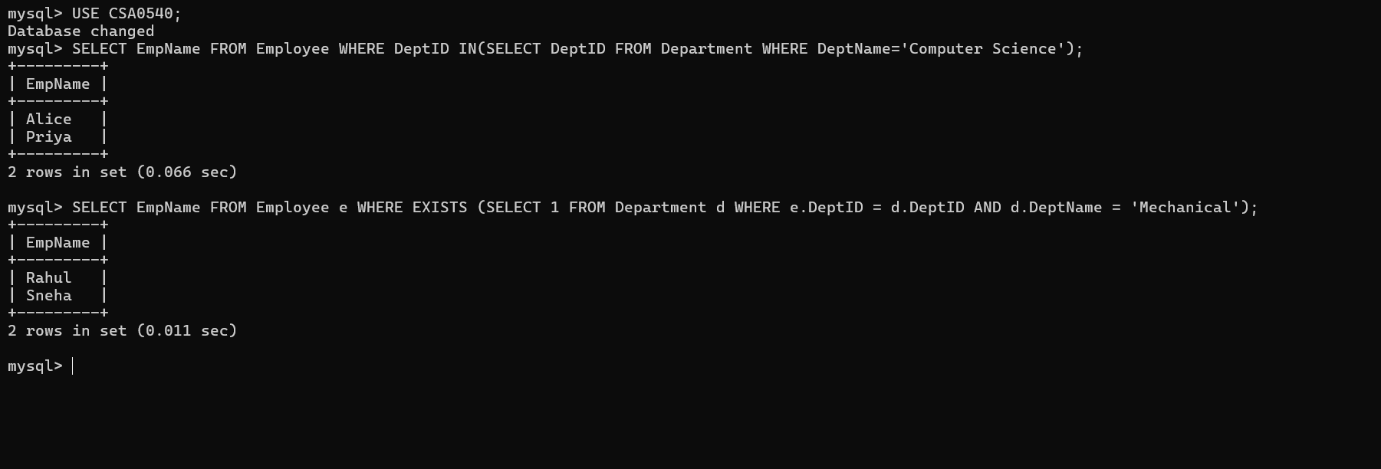 mysql> USE CSA0540;
Database changed
mysql> SELECT EmpName FROM Employee WHERE DeptID IN(SELECT DeptID FROM Department WHERE DeptName='Computer Science');
+---------+
| EmpName |
+---------+
| Alice   |
| Priya   |
+---------+
2 rows in set (0.066 sec)

mysql> SELECT EmpName FROM Employee e WHERE EXISTS (SELECT 1 FROM Department d WHERE e.DeptID = d.DeptID AND d.DeptName = 'Mechanical');
+---------+
| EmpName |
+---------+
| Rahul   |
| Sneha   |
+---------+
2 rows in set (0.011 sec)

mysql>